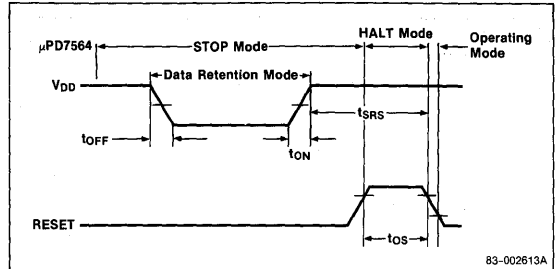 HALT Mode
Operating
Mode
μPD7564
STOP Mode
Data Retention Mode
VDD
tSRS
tOFF
tON
RESET
tOS
83-002613A